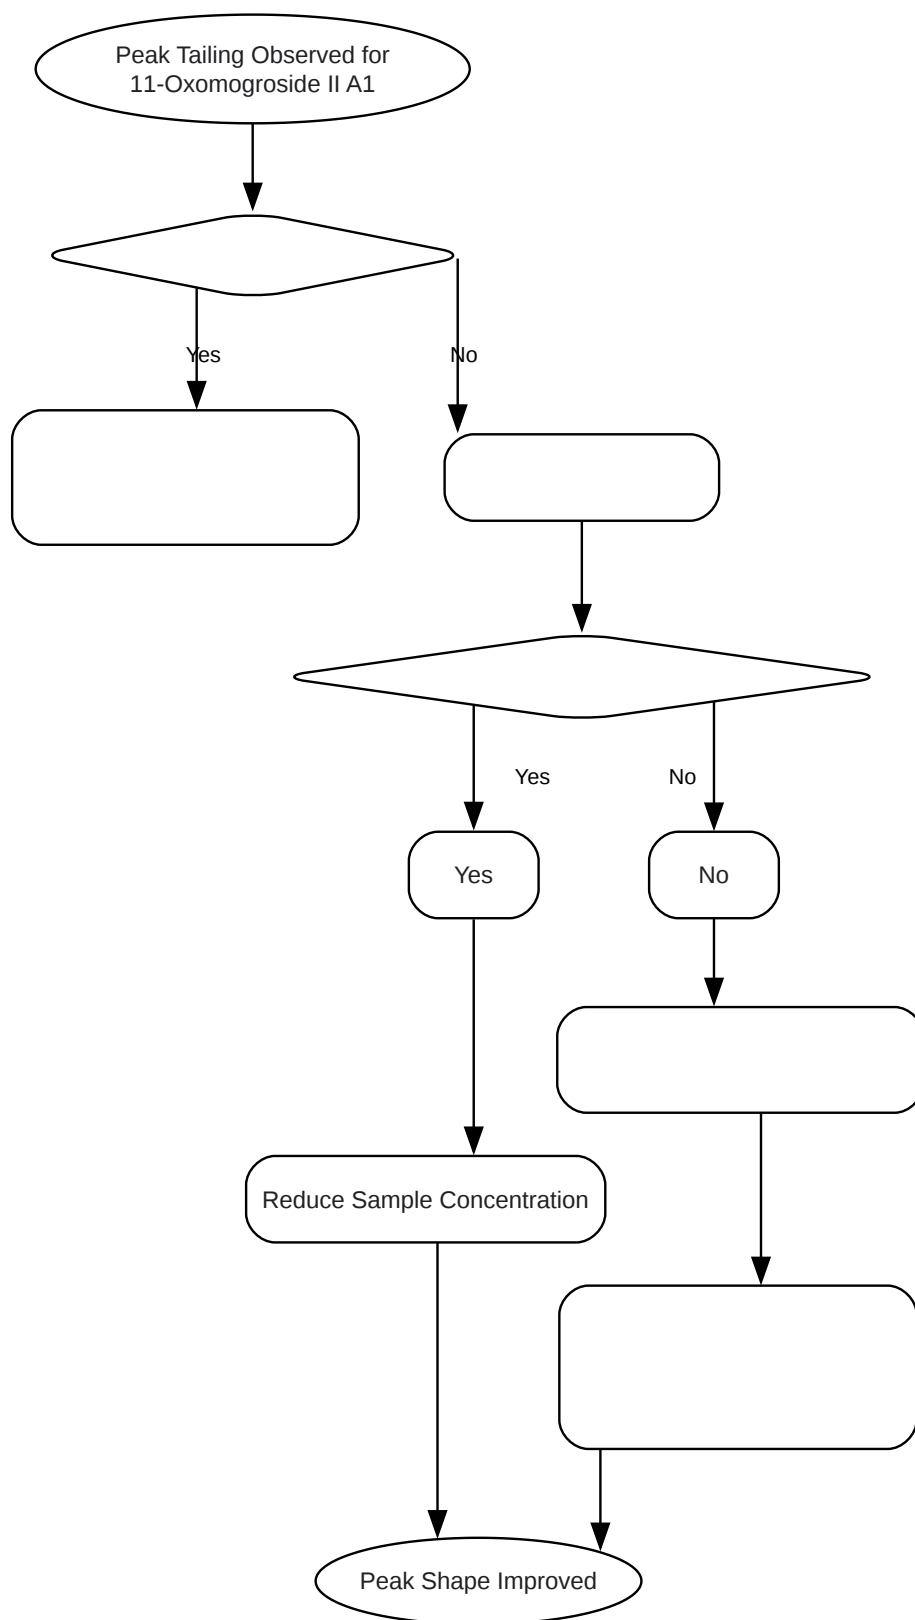 Peak Tailing Observed for
11-Oxomogroside II A1
Yes
No
Yes
No
Yes
No
Reduce Sample Concentration
Peak Shape Improved